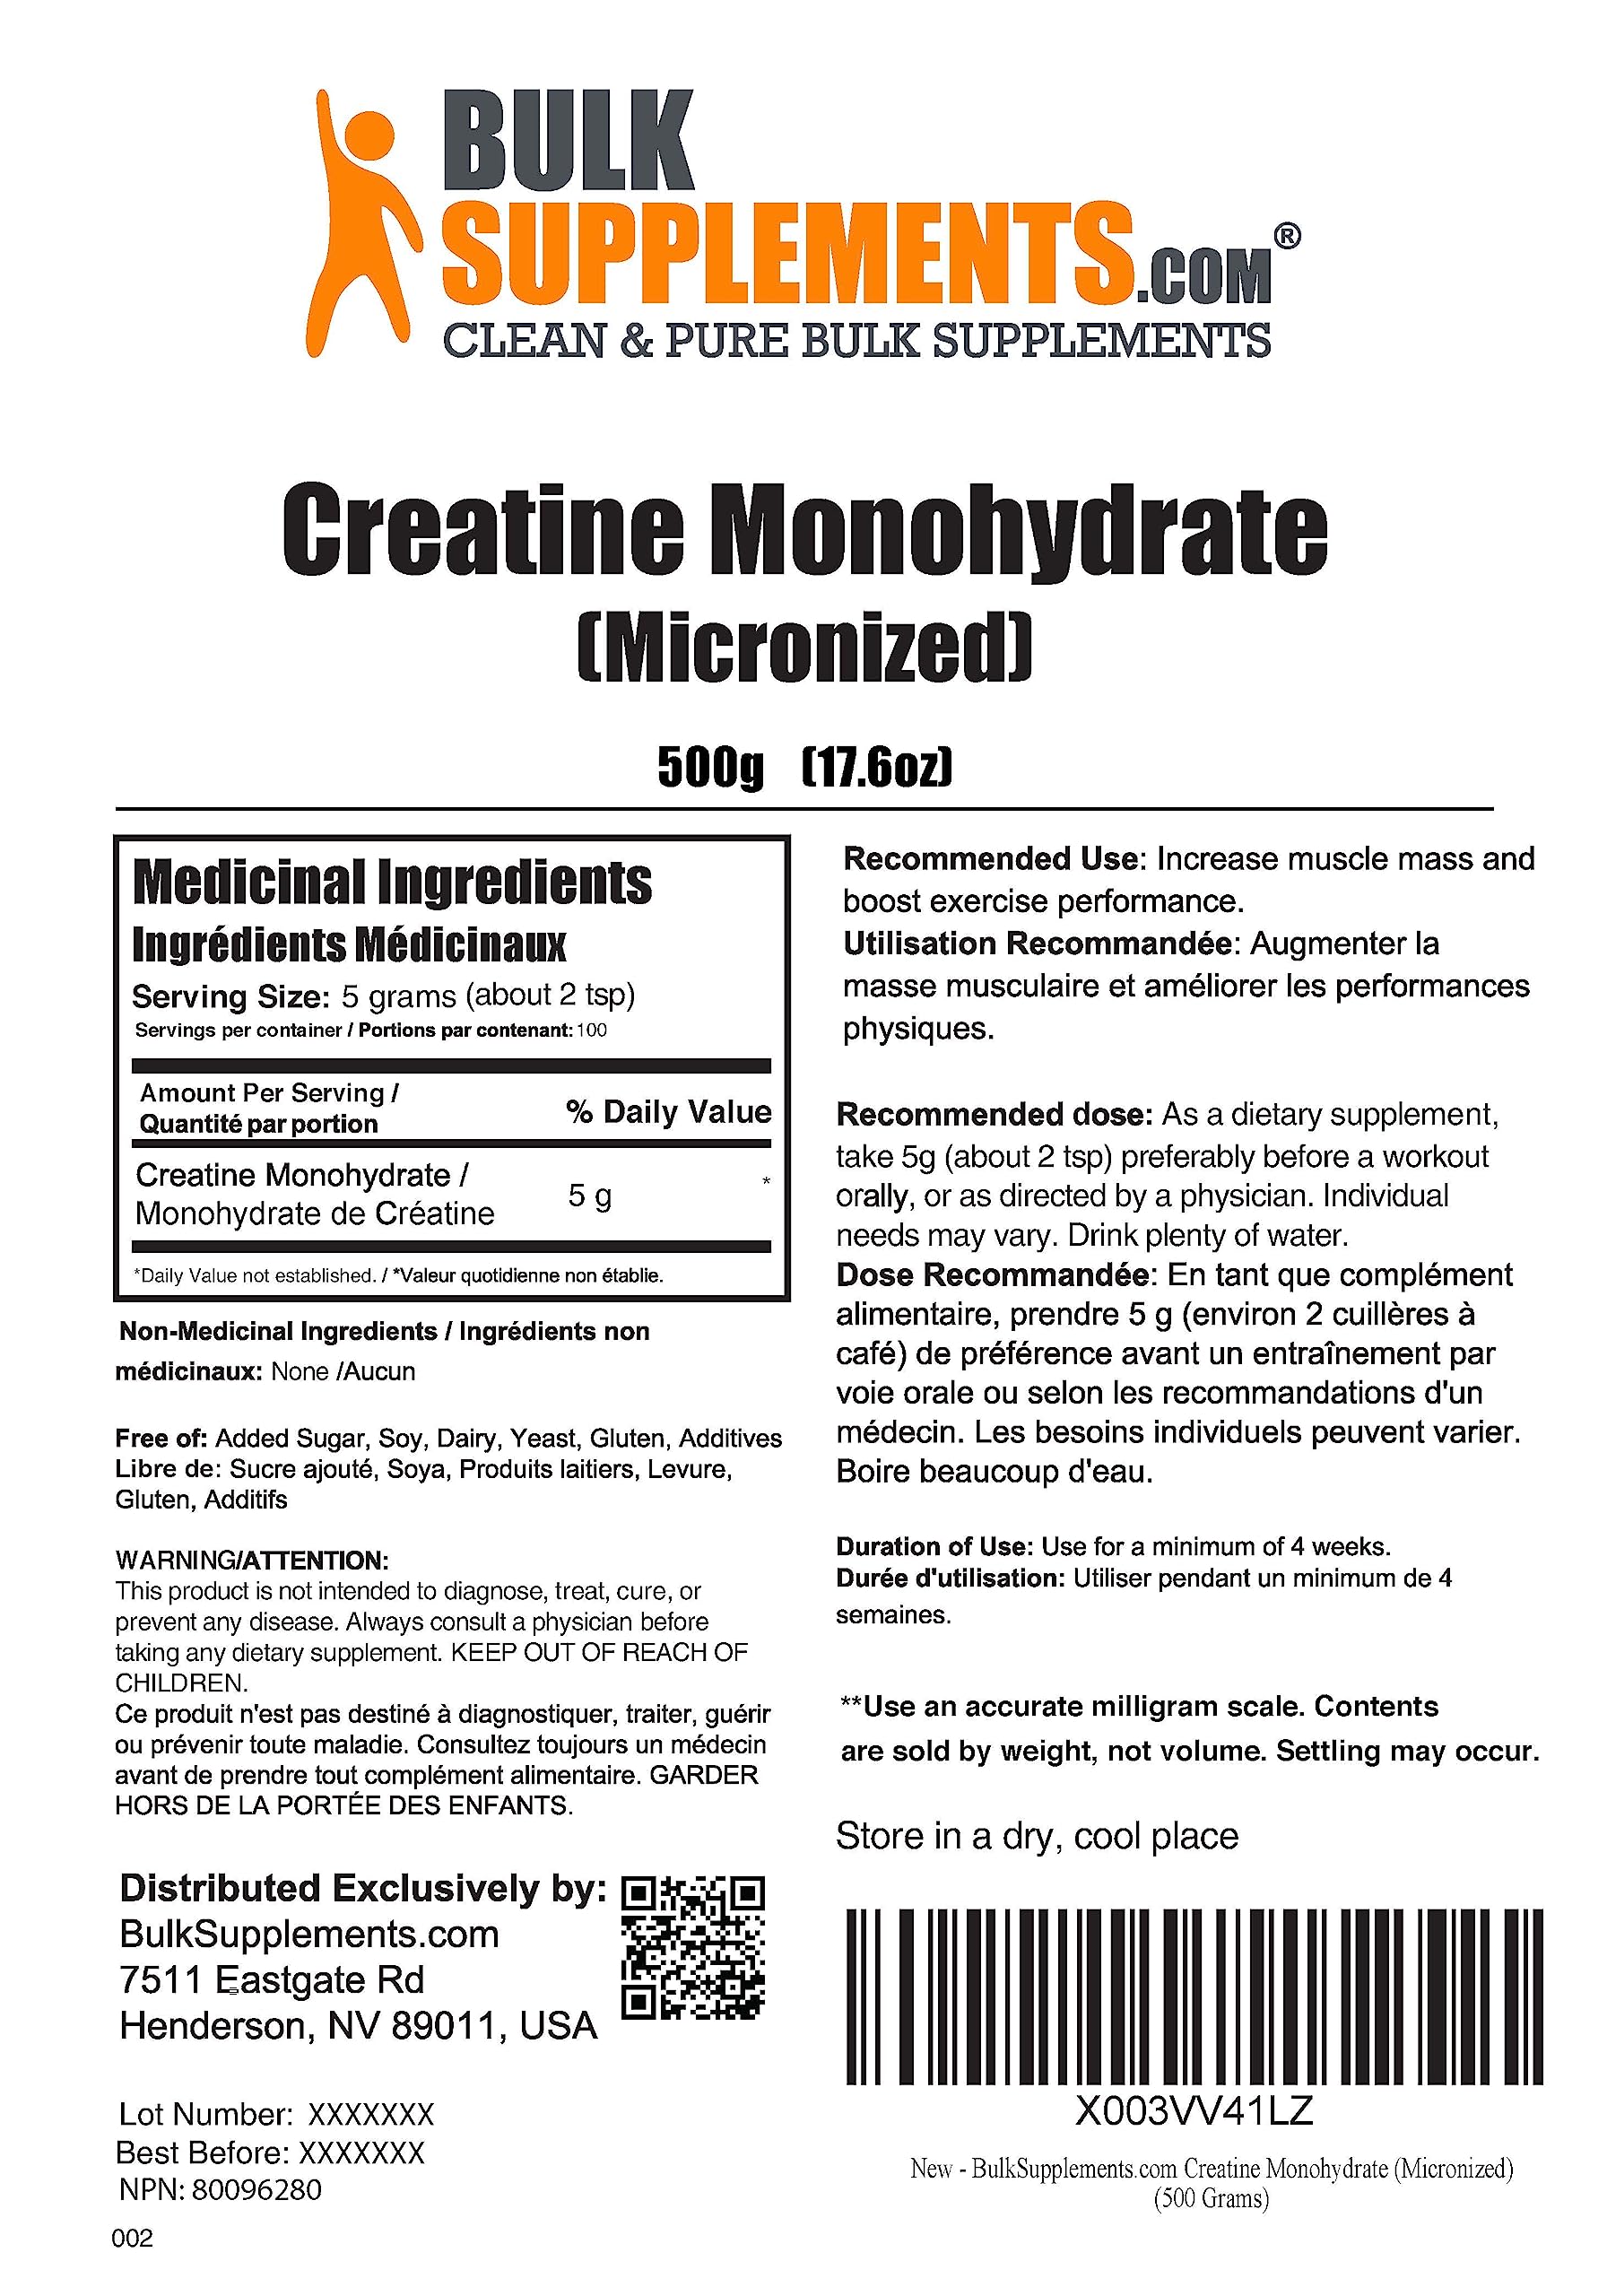 BULK
SUPPLEMENTS.COM®
CLEAN & PURE BULK SUPPLEMENTS
Creatine Monohydrate
(Micronized)
500g (17.6oz)
Medicinal Ingredients
Ingrédients Médicinaux
Serving Size: 5 grams (about 2 tsp)
Servings per container / Portions par contenant: 100
Amount Per Serving /
Quantité par portion
% Daily Value
Creatine Monohydrate /
Monohydrate de Créatine
5 g
*
*Daily Value not established. / *Valeur quotidienne non établie.
Non-Medicinal Ingredients / Ingrédients non
médicinaux: None /Aucun
Free of: Added Sugar, Soy, Dairy, Yeast, Gluten, Additives
Libre de: Sucre ajouté, Soya, Produits laitiers, Levure,
Gluten, Additifs
WARNING/ATTENTION:
This product is not intended to diagnose, treat, cure, or
prevent any disease. Always consult a physician before
taking any dietary supplement. KEEP OUT OF REACH OF
CHILDREN.
Ce produit n'est pas destiné à diagnostiquer, traiter, guérir
ou prévenir toute maladie. Consultez toujours un médecin
avant de prendre tout complément alimentaire. GARDER
HORS DE LA PORTÉE DES ENFANTS.
Distributed Exclusively by:
BulkSupplements.com
7511 Eastgate Rd
Henderson, NV 89011, USA
Lot Number: XXXXXXX
Best Before: XXXXXXX
NPN: 80096280
002
Recommended Use: Increase muscle mass and
boost exercise performance.
Utilisation Recommandée: Augmenter la
masse musculaire et améliorer les performances
physiques.
Recommended dose: As a dietary supplement,
take 5g (about 2 tsp) preferably before a workout
orally, or as directed by a physician. Individual
needs may vary. Drink plenty of water.
Dose Recommandée: En tant que complément
alimentaire, prendre 5 g (environ 2 cuillères à
café) de préférence avant un entraînement par
voie orale ou selon les recommandations d'un
médecin. Les besoins individuels peuvent varier.
Boire beaucoup d'eau.
Duration of Use: Use for a minimum of 4 weeks.
Durée d'utilisation: Utiliser pendant un minimum de 4
semaines.
**Use an accurate milligram scale. Contents
are sold by weight, not volume. Settling may occur.
Store in a dry, cool place
X003VV41LZ
New - BulkSupplements.com Creatine Monohydrate (Micronized)
(500 Grams)